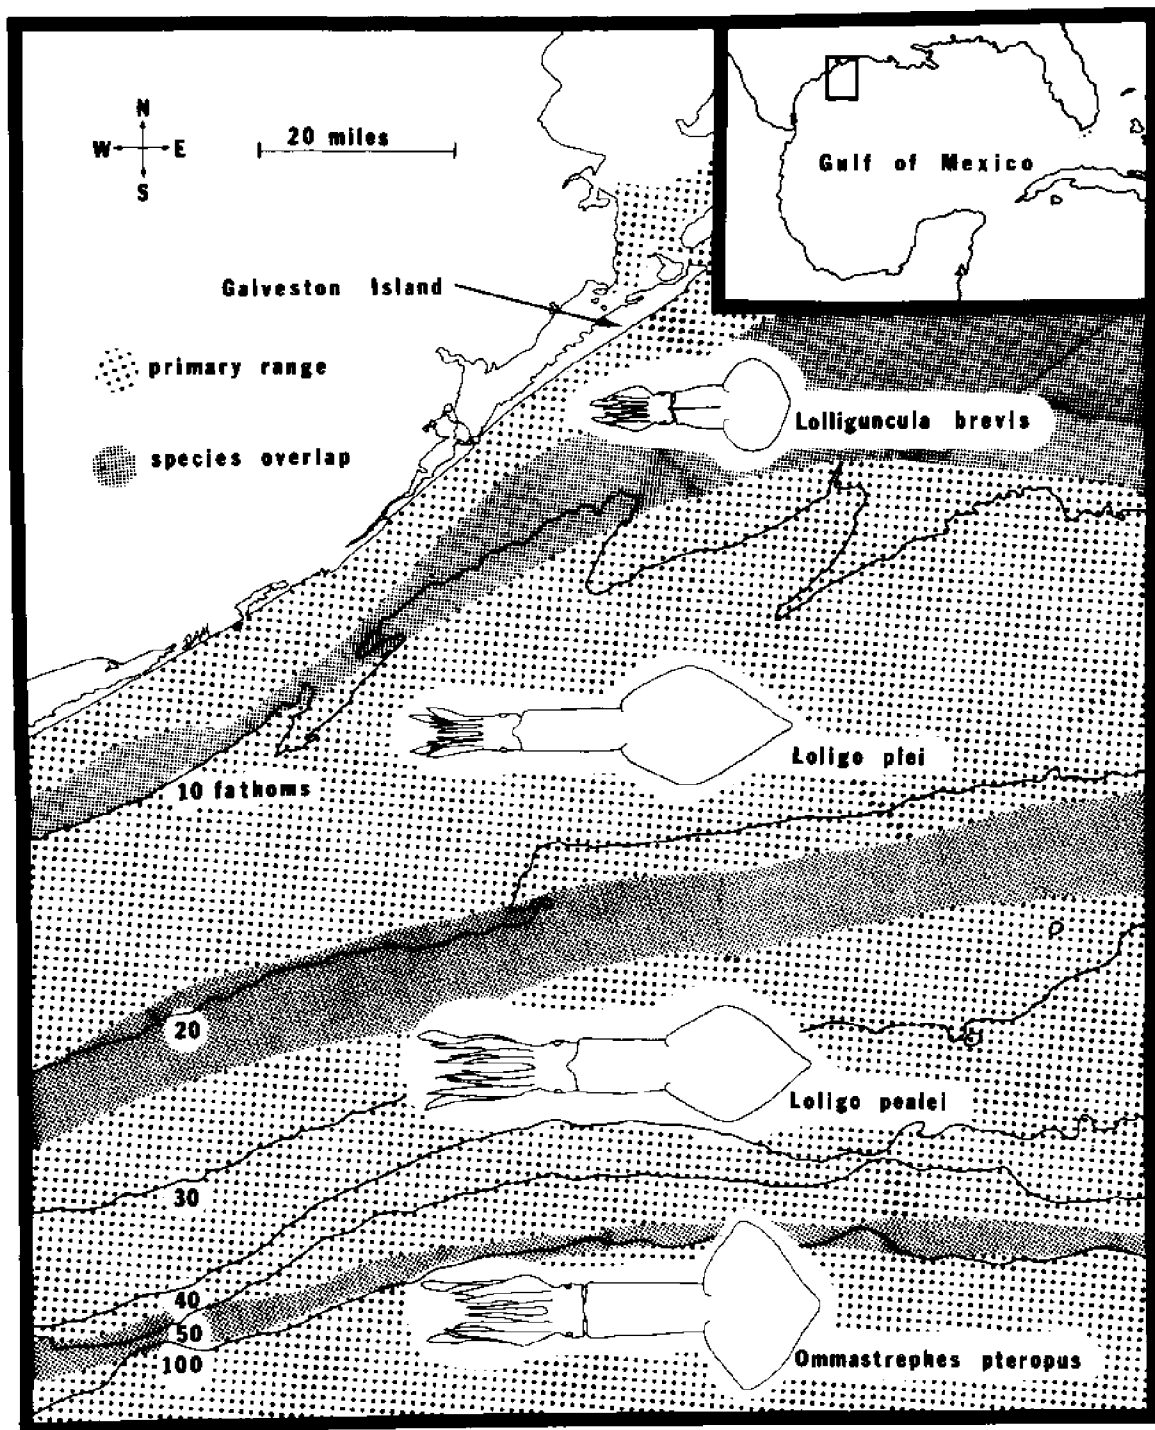 N
W E
S
20 miles
Gulf of Mexico
Galveston Island
primary range
species overlap
Lolliguncula brevis
Loligo plei
10 fathoms
20
Loligo pealei
30
40
50
100
Ommastrephes pteropus